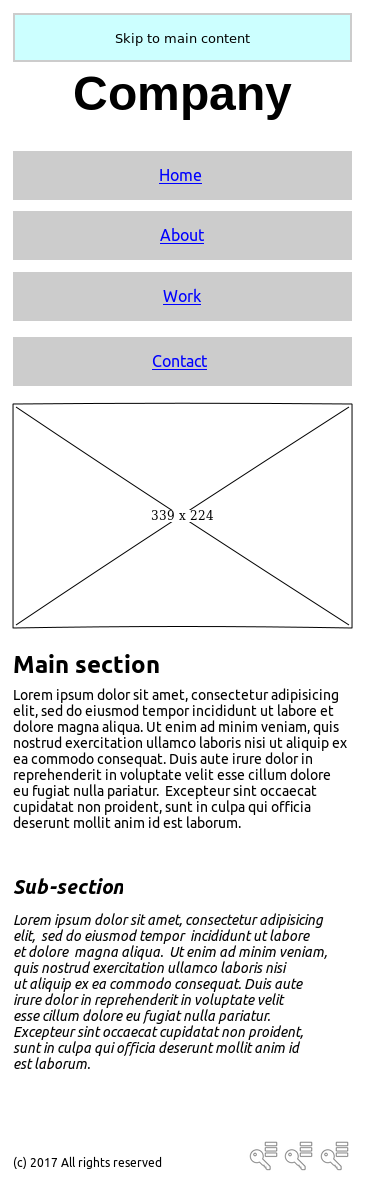 Skip to main content
Company
Home
About
Work
Contact
339 x 224
Main section
Lorem ipsum dolor sit amet, consectetur adipisicing
elit, sed do eiusmod tempor incididunt ut labore et
dolore magna aliqua. Ut enim ad minim veniam, quis
nostrud exercitation ullamco laboris nisi ut aliquip ex
ea commodo consequat. Duis aute irure dolor in
reprehenderit in voluptate velit esse cillum dolore
eu fugiat nulla pariatur.  Excepteur sint occaecat
cupidatat non proident, sunt in culpa qui officia
deserunt mollit anim id est laborum.
Sub-section
Lorem ipsum dolor sit amet, consectetur adipisicing
elit,  sed do eiusmod tempor  incididunt ut labore
et dolore  magna aliqua.  Ut enim ad minim veniam,
quis nostrud exercitation ullamco laboris nisi
ut aliquip ex ea commodo consequat. Duis aute
irure dolor in reprehenderit in voluptate velit
esse cillum dolore eu fugiat nulla pariatur.
Excepteur sint occaecat cupidatat non proident,
sunt in culpa qui officia deserunt mollit anim id
est laborum.
(c) 2017 All rights reserved